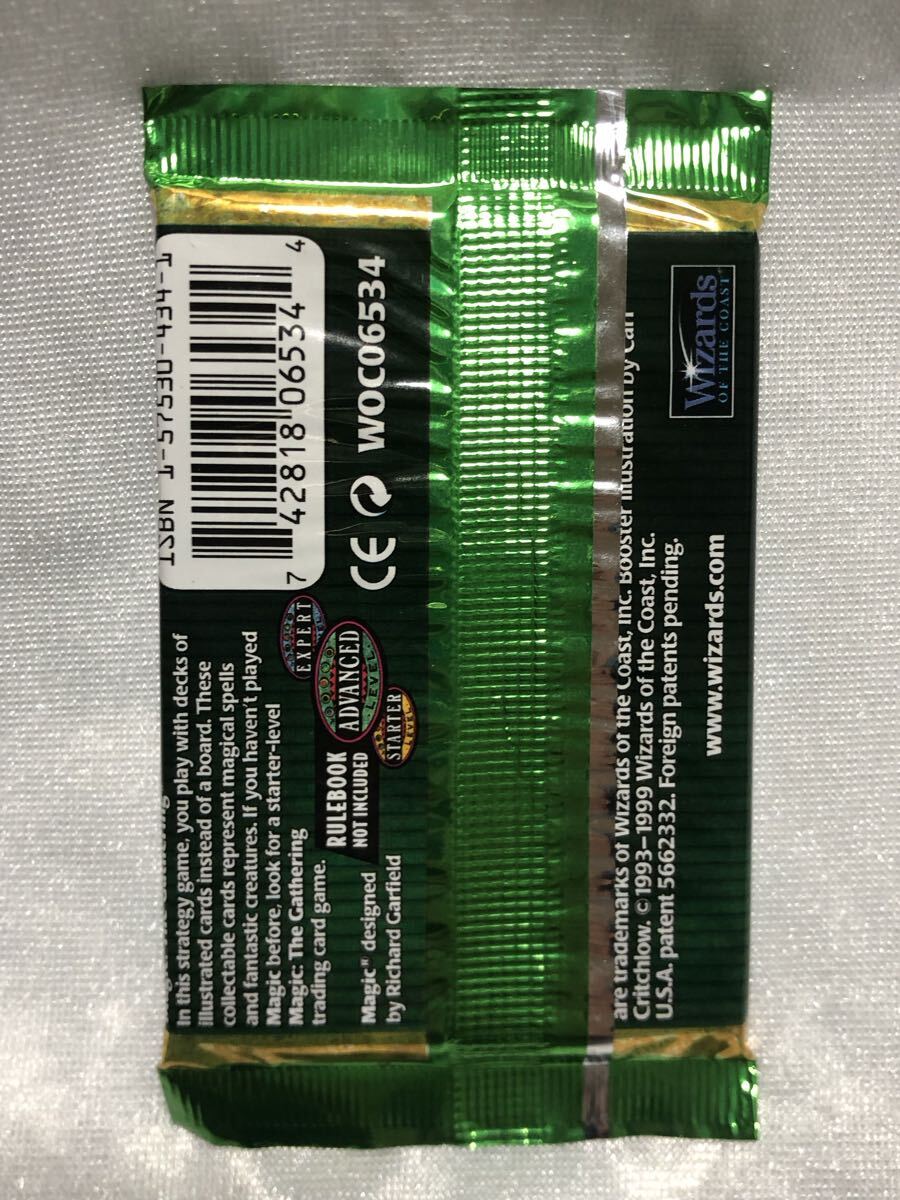 ISBN 1-57530-434-1
7 42818 06534 4
CE WOC06534
In this strategy game, you play with decks of
illustrated cards instead of a board. These
collectable cards represent magical spells
and fantastic creatures. If you haven't played
Magic before, look for a starter-level
Magic: The Gathering
trading card game.
Magic® designed
by Richard Garfield
RULEBOOK
NOT INCLUDED
EXPERT
ADVANCED
LEVEL
STARTER
LEVEL
are trademarks of Wizards of the Coast, Inc. Booster illustration by Carl
Critchlow. ©1993–1999 Wizards of the Coast, Inc.
U.S.A. patent 5662332. Foreign patents pending.
www.wizards.com
Wizards
OF THE COAST®